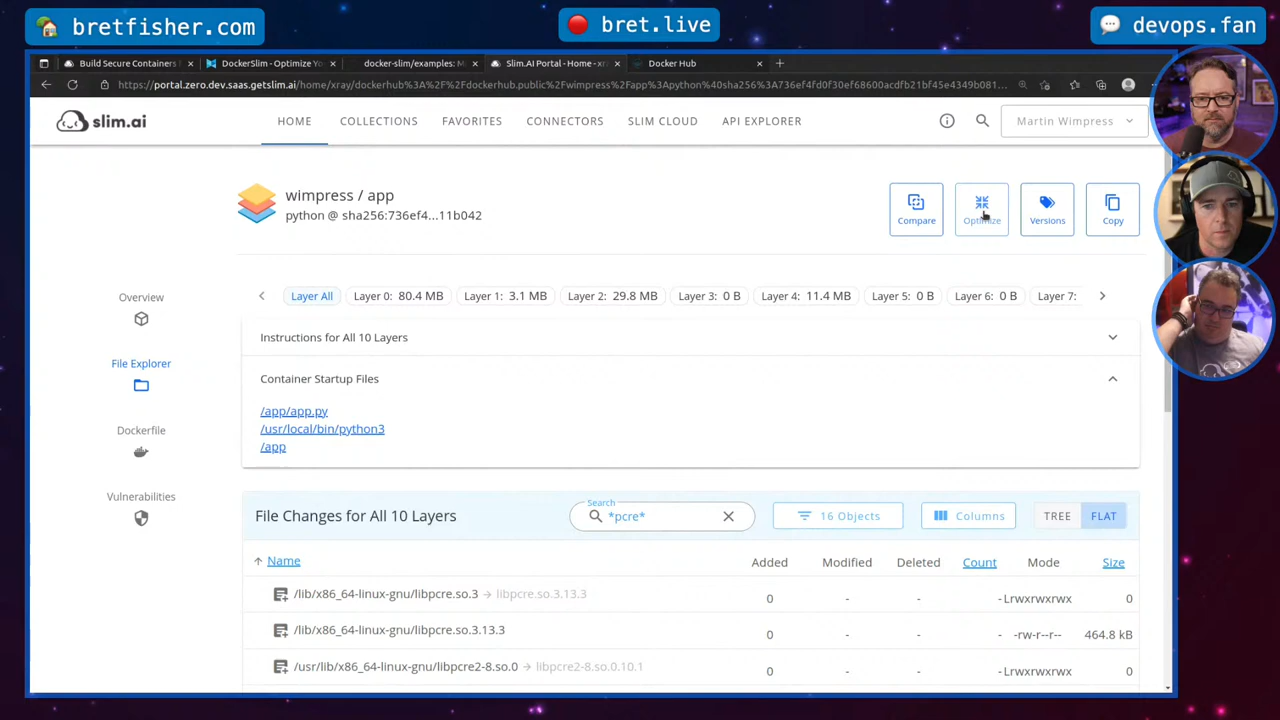 bretfisher.com
bret.live
devops.fan
Build Secure Containers
DockerSlim - Optimize Yo
docker-slim/examples: M
Slim.AI Portal - Home - xra
Docker Hub
https://portal.zero.dev.saas.getslim.ai/home/xray/dockerhub%3A%2F%2Fdockerhub.public%2Fwimpress%2Fapp%3Apython%40sha256%3A736ef4fd0f30ef68600acdfbf45e4349b081...
slim.ai
HOME
COLLECTIONS
FAVORITES
CONNECTORS
SLIM CLOUD
API EXPLORER
Martin Wimpress
wimpress / app
python @ sha256:736ef4...11b042
Compare
Optimize
Versions
Copy
Overview
File Explorer
Dockerfile
Vulnerabilities
Layer All
Layer 0: 80.4 MB
Layer 1: 3.1 MB
Layer 2: 29.8 MB
Layer 3: 0 B
Layer 4: 11.4 MB
Layer 5: 0 B
Layer 6: 0 B
Layer 7:
Instructions for All 10 Layers
Container Startup Files
/app/app.py
/usr/local/bin/python3
/app
File Changes for All 10 Layers
Search
*pcre*
16 Objects
Columns
TREE
FLAT
Name
Added
Modified
Deleted
Count
Mode
Size
/lib/x86_64-linux-gnu/libpcre.so.3 → libpcre.so.3.13.3
0
-
-
-
Lrwxrwxrwx
0
/lib/x86_64-linux-gnu/libpcre.so.3.13.3
0
-
-
-
-rw-r--r--
464.8 kB
/usr/lib/x86_64-linux-gnu/libpcre2-8.so.0 → libpcre2-8.so.0.10.1
0
-
-
-
Lrwxrwxrwx
0